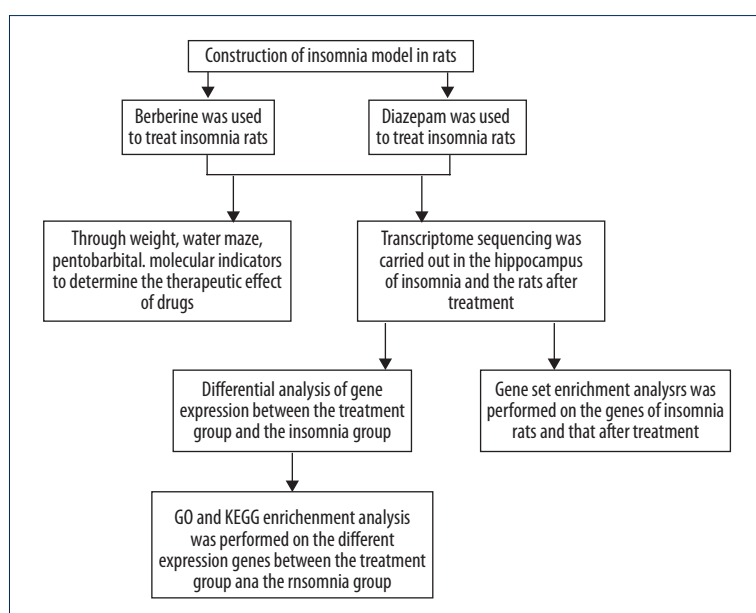 Construction of insomnia model in rats
Berberine was used
to treat insomnia rats
Diazepam was used
to treat insomnia rats
Through weight, water maze,
pentobarbital. molecular indicators
to determine the therapeutic effect
of drugs
Transcriptome sequencing was
carried out in the hippocampus
of insomnia and the rats after
treatment
Differential analysis of gene
expression between the treatment
group and the insomnia group
Gene set enrichment analysrs was
performed on the genes of insomnia
rats and that after treatment
GO and KEGG enrichenment analysis
was performed on the different
expression genes between the treatment
group ana the rnsomnia group